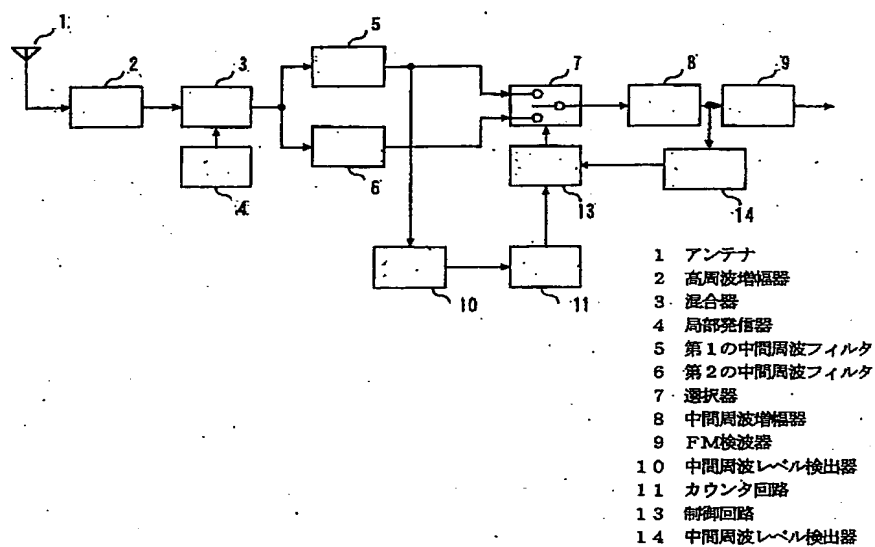 1
2
3
4
5
6
7
8
9
10
11
13
14
1 アンテナ
2 高周波増幅器
3 混合器
4 局部発信器
5 第1の中間周波フィルタ
6 第2の中間周波フィルタ
7 選択器
8 中間周波増幅器
9 FM検波器
10 中間周波レベル検出器
11 カウンタ回路
13 制御回路
14 中間周波レベル検出器